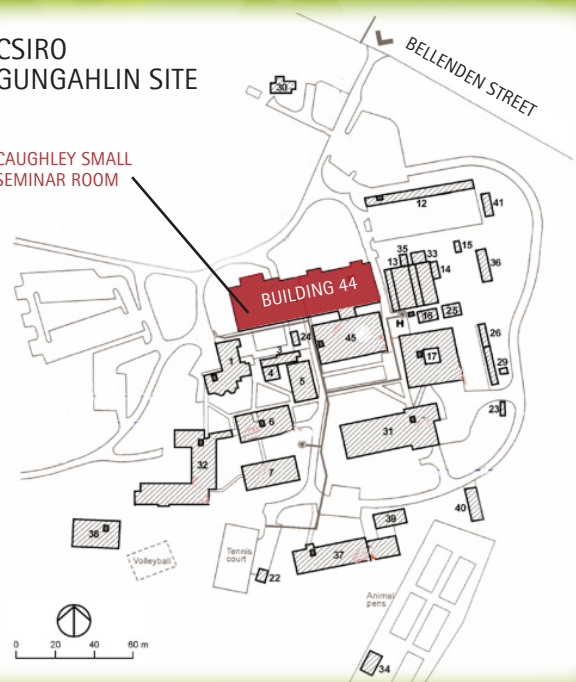 CSIRO
GUNGAHLIN SITE
BELLENDEN STREET
30
CAUGHLEY SMALL
SEMINAR ROOM
12
41
35
33
15
36
13
14
BUILDING 44
H
16
25
24
45
26
1
3
17
29
4
5
23
6
31
32
7
40
39
38
37
Volleyball
Tennis
court
22
Animal
pens
34
0 20 40 60 m